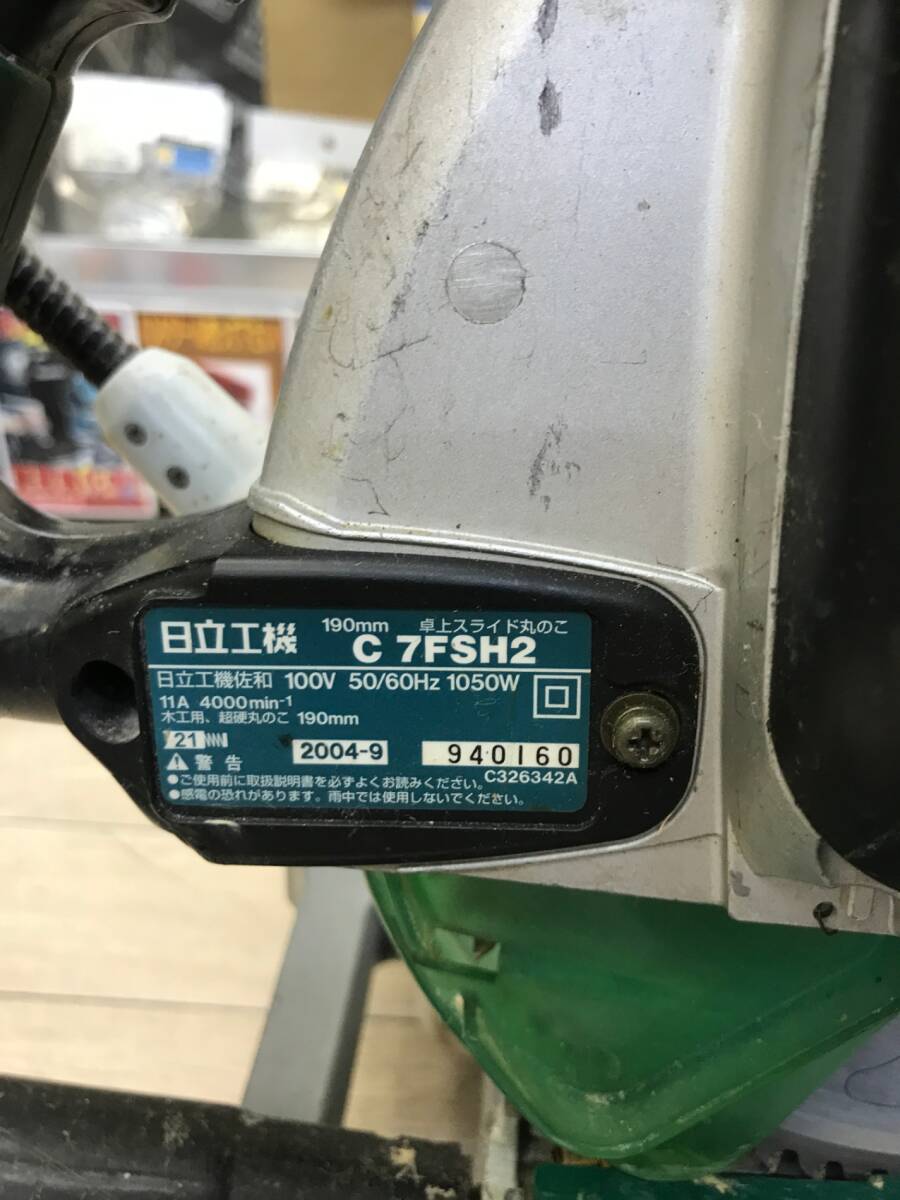 日立工機 190mm 卓上スライド丸のこ
C 7FSH2
日立工機佐和 100V 50/60Hz 1050W
11A 4000min-1
木工用、超硬丸のこ 190mm
21
警告 2004-9 940160
C326342A
●ご使用前に取扱説明書を必ずよくお読みください。
●感電の恐れがあります。雨中では使用しないでください。